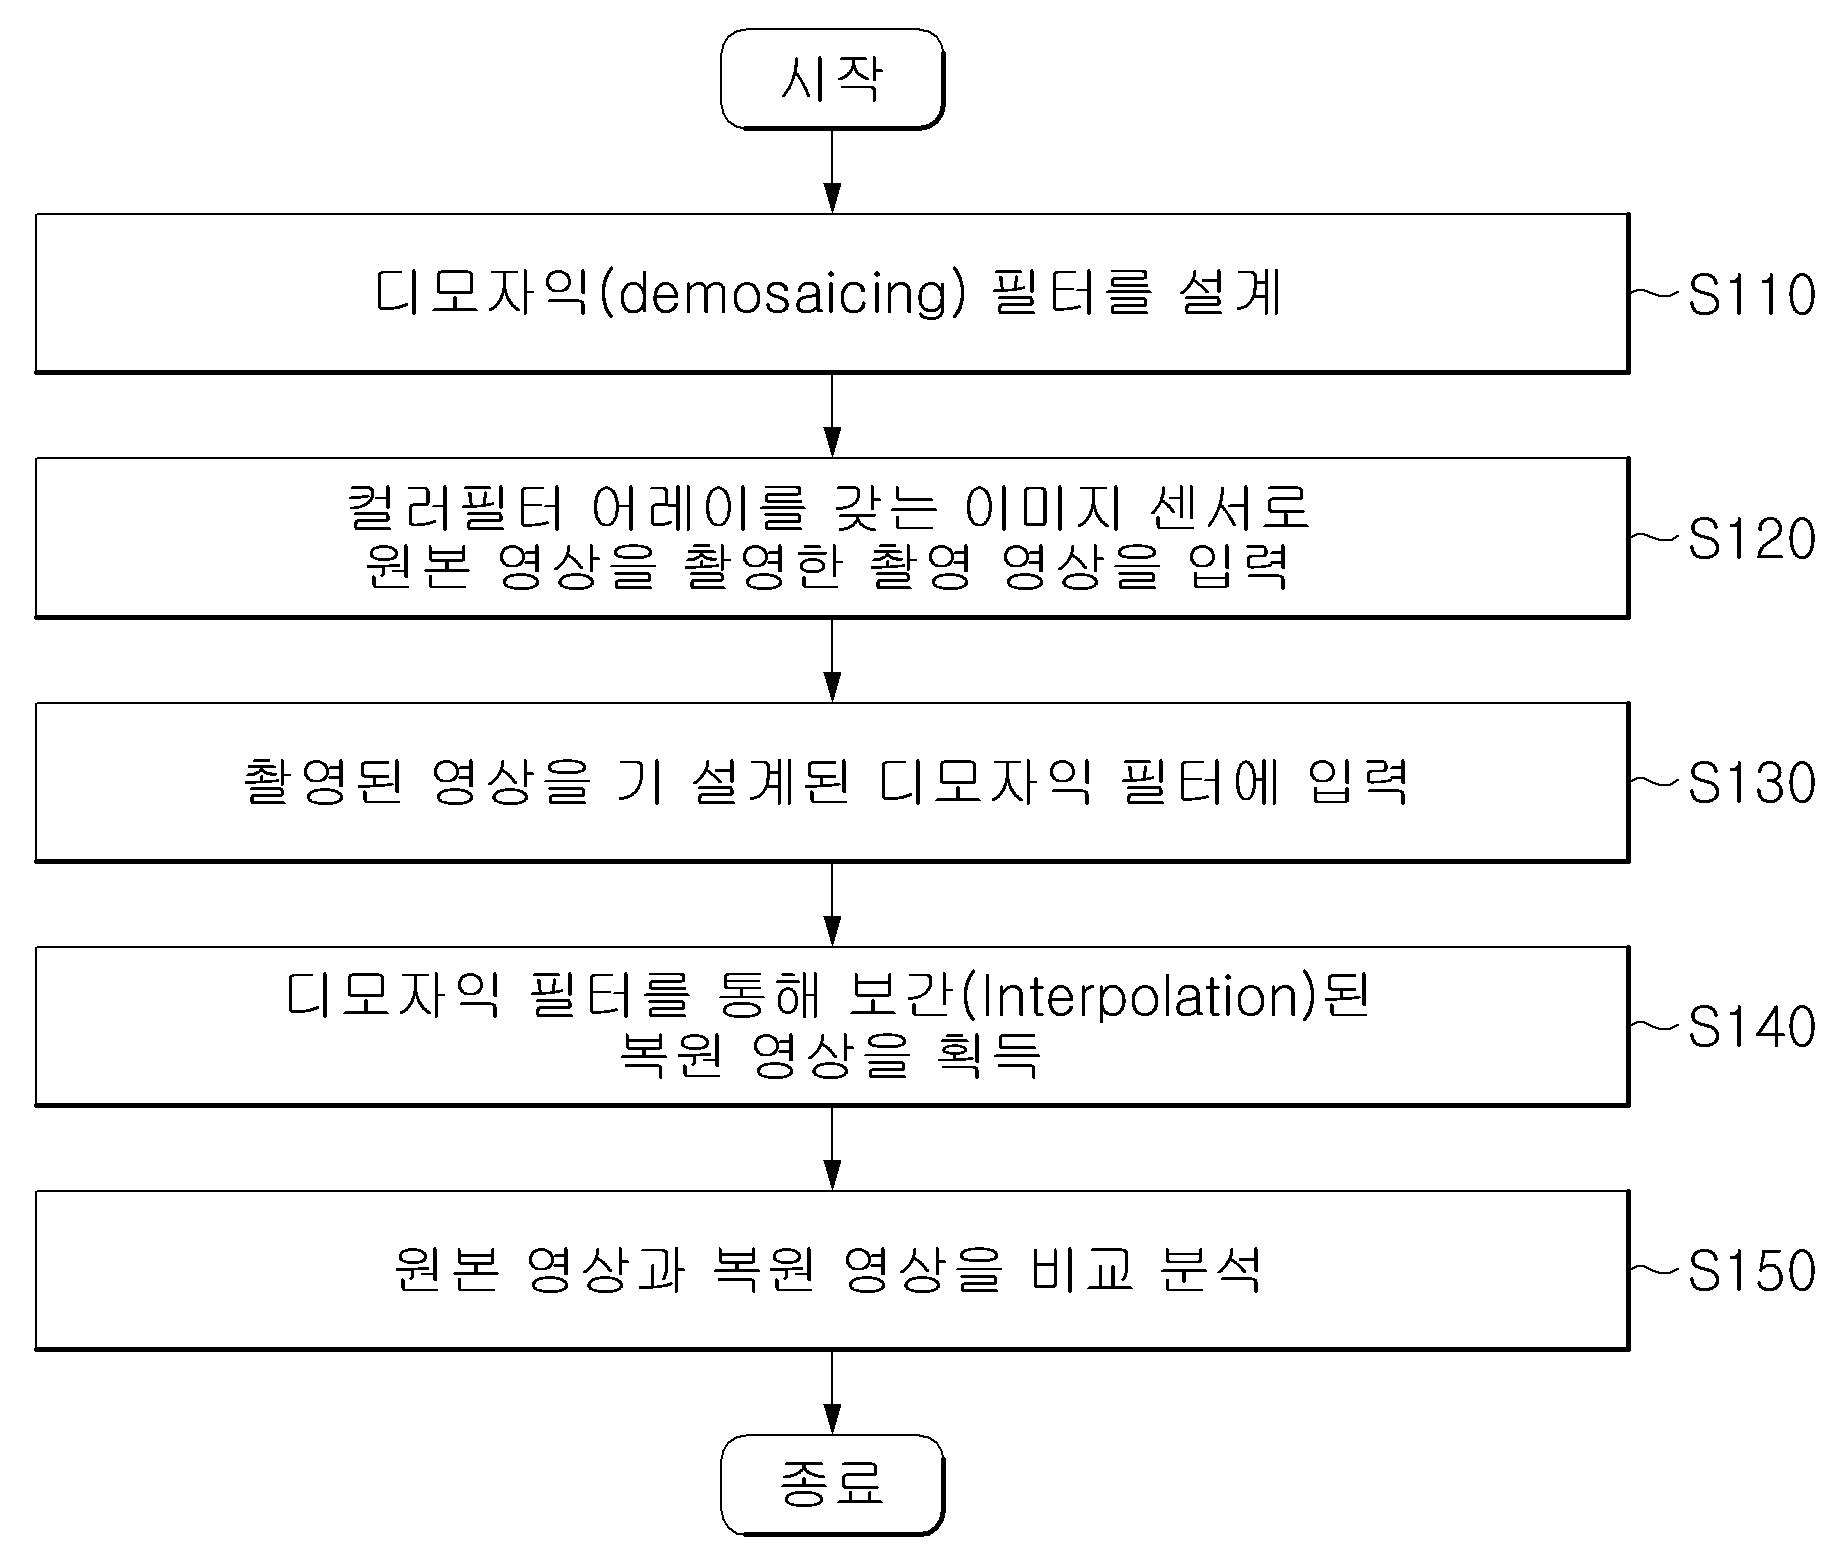 시작
디모자익(demosaicing) 필터를 설계
S110
컬러필터 어레이를 갖는 이미지 센서로
원본 영상을 촬영한 촬영 영상을 입력
S120
촬영된 영상을 기 설계된 디모자익 필터에 입력
S130
디모자익 필터를 통해 보간(Interpolation)된
복원 영상을 획득
S140
원본 영상과 복원 영상을 비교 분석
S150
종료